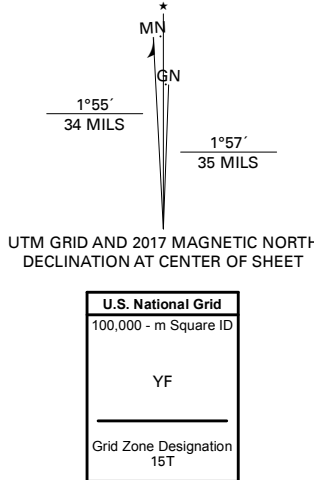 MN
GN
1°55´
34 MILS
1°57´
35 MILS
UTM GRID AND 2017 MAGNETIC NORTH
DECLINATION AT CENTER OF SHEET
U.S. National Grid
100,000 - m Square ID
YF
Grid Zone Designation
15T